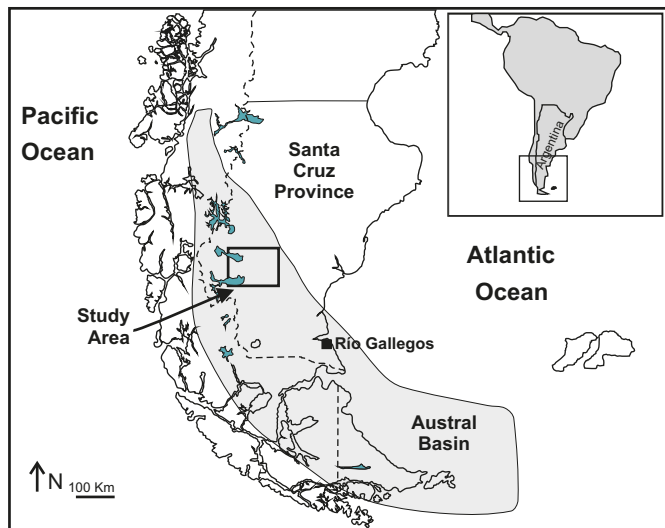 Pacific
Ocean
Santa
Cruz
Province
Argentina
Atlantic
Ocean
Study
Area
Río Gallegos
Austral
Basin
N
100 Km